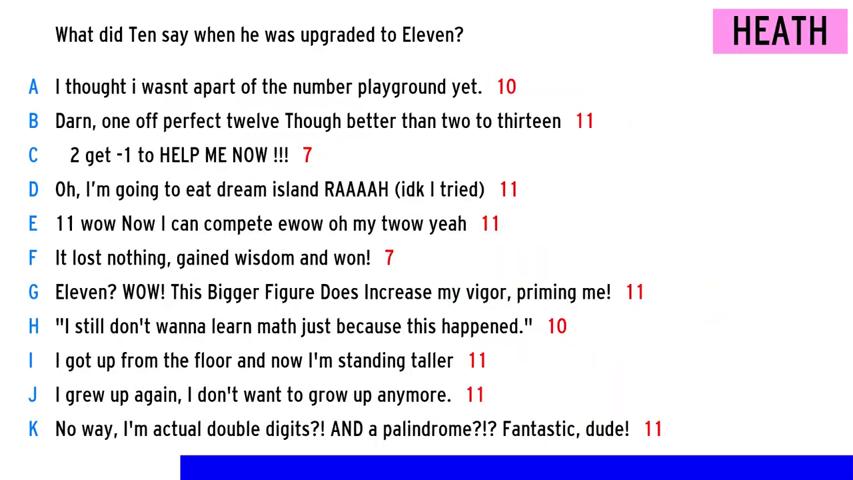 What did Ten say when he was upgraded to Eleven?
HEATH
A I thought i wasnt apart of the number playground yet. 10
B Darn, one off perfect twelve Though better than two to thirteen 11
C 2 get -1 to HELP ME NOW !!! 7
D Oh, I'm going to eat dream island RAAAAH (idk I tried) 11
E 11 wow Now I can compete ewow oh my twow yeah 11
F It lost nothing, gained wisdom and won! 7
G Eleven? WOW! This Bigger Figure Does Increase my vigor, priming me! 11
H "I still don't wanna learn math just because this happened." 10
I I got up from the floor and now I'm standing taller 11
J I grew up again, I don't want to grow up anymore. 11
K No way, I'm actual double digits?! AND a palindrome?!? Fantastic, dude! 11